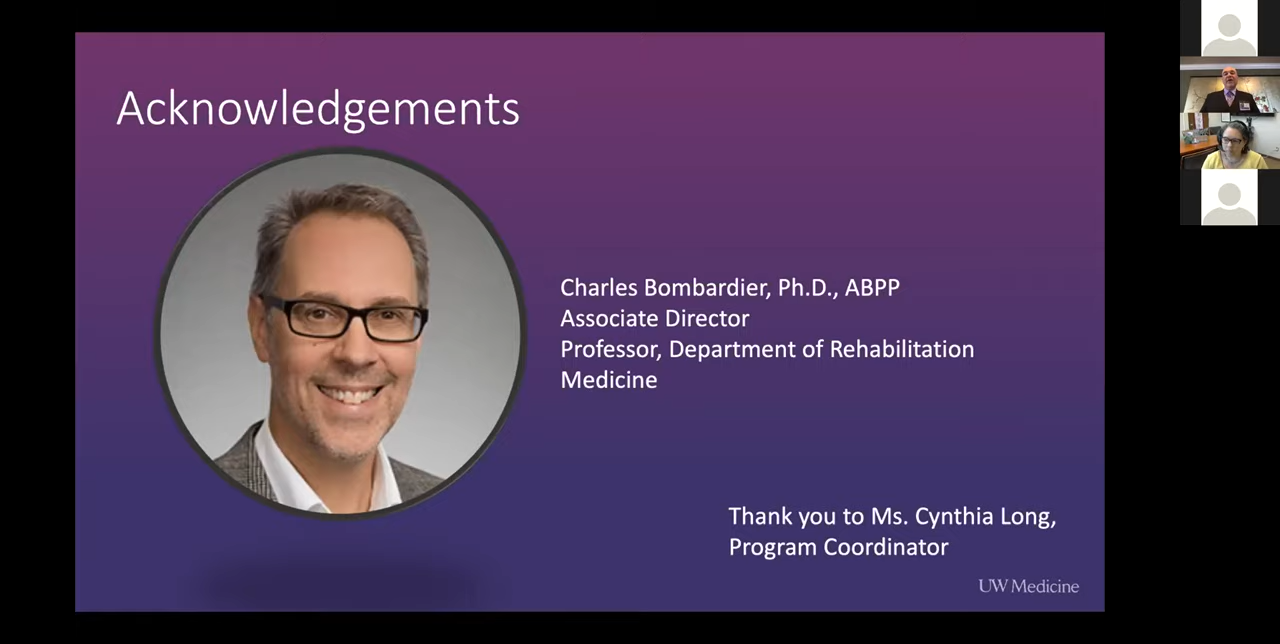 Acknowledgements
Charles Bombardier, Ph.D., ABPP
Associate Director
Professor, Department of Rehabilitation
Medicine
Thank you to Ms. Cynthia Long,
Program Coordinator
UW Medicine